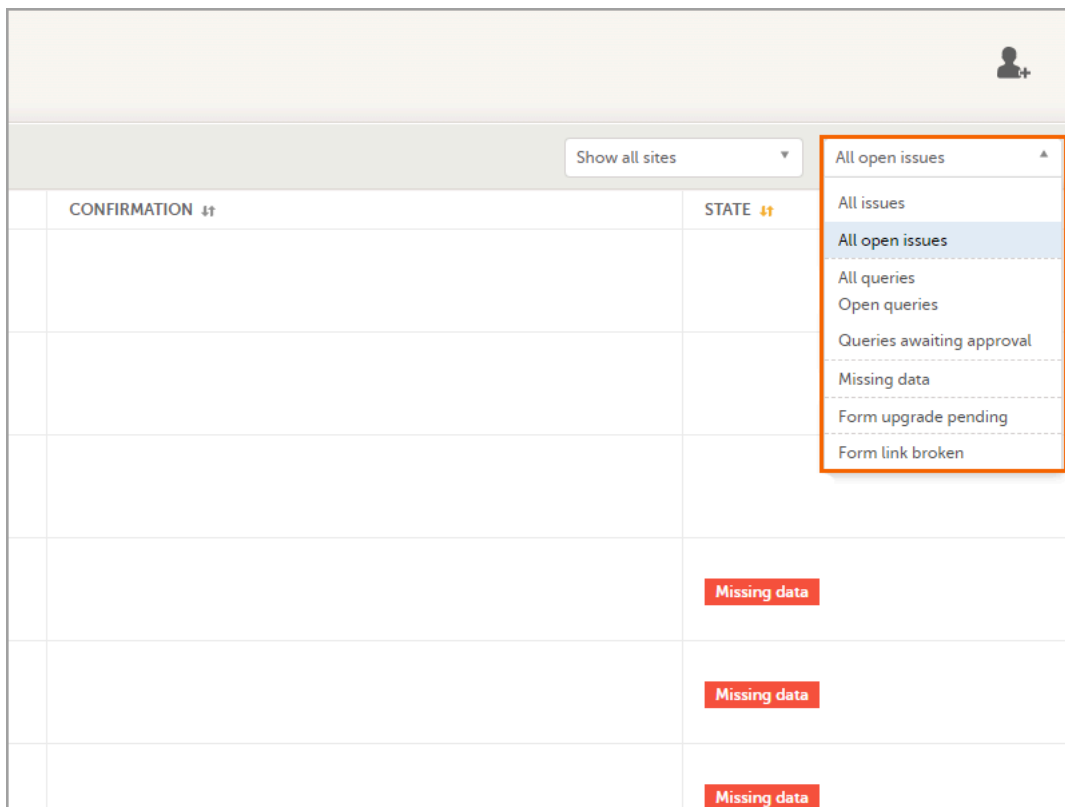 Show all sites
All open issues
CONFIRMATION
STATE
All issues
All open issues
All queries
Open queries
Queries awaiting approval
Missing data
Form upgrade pending
Form link broken
Missing data
Missing data
Missing data